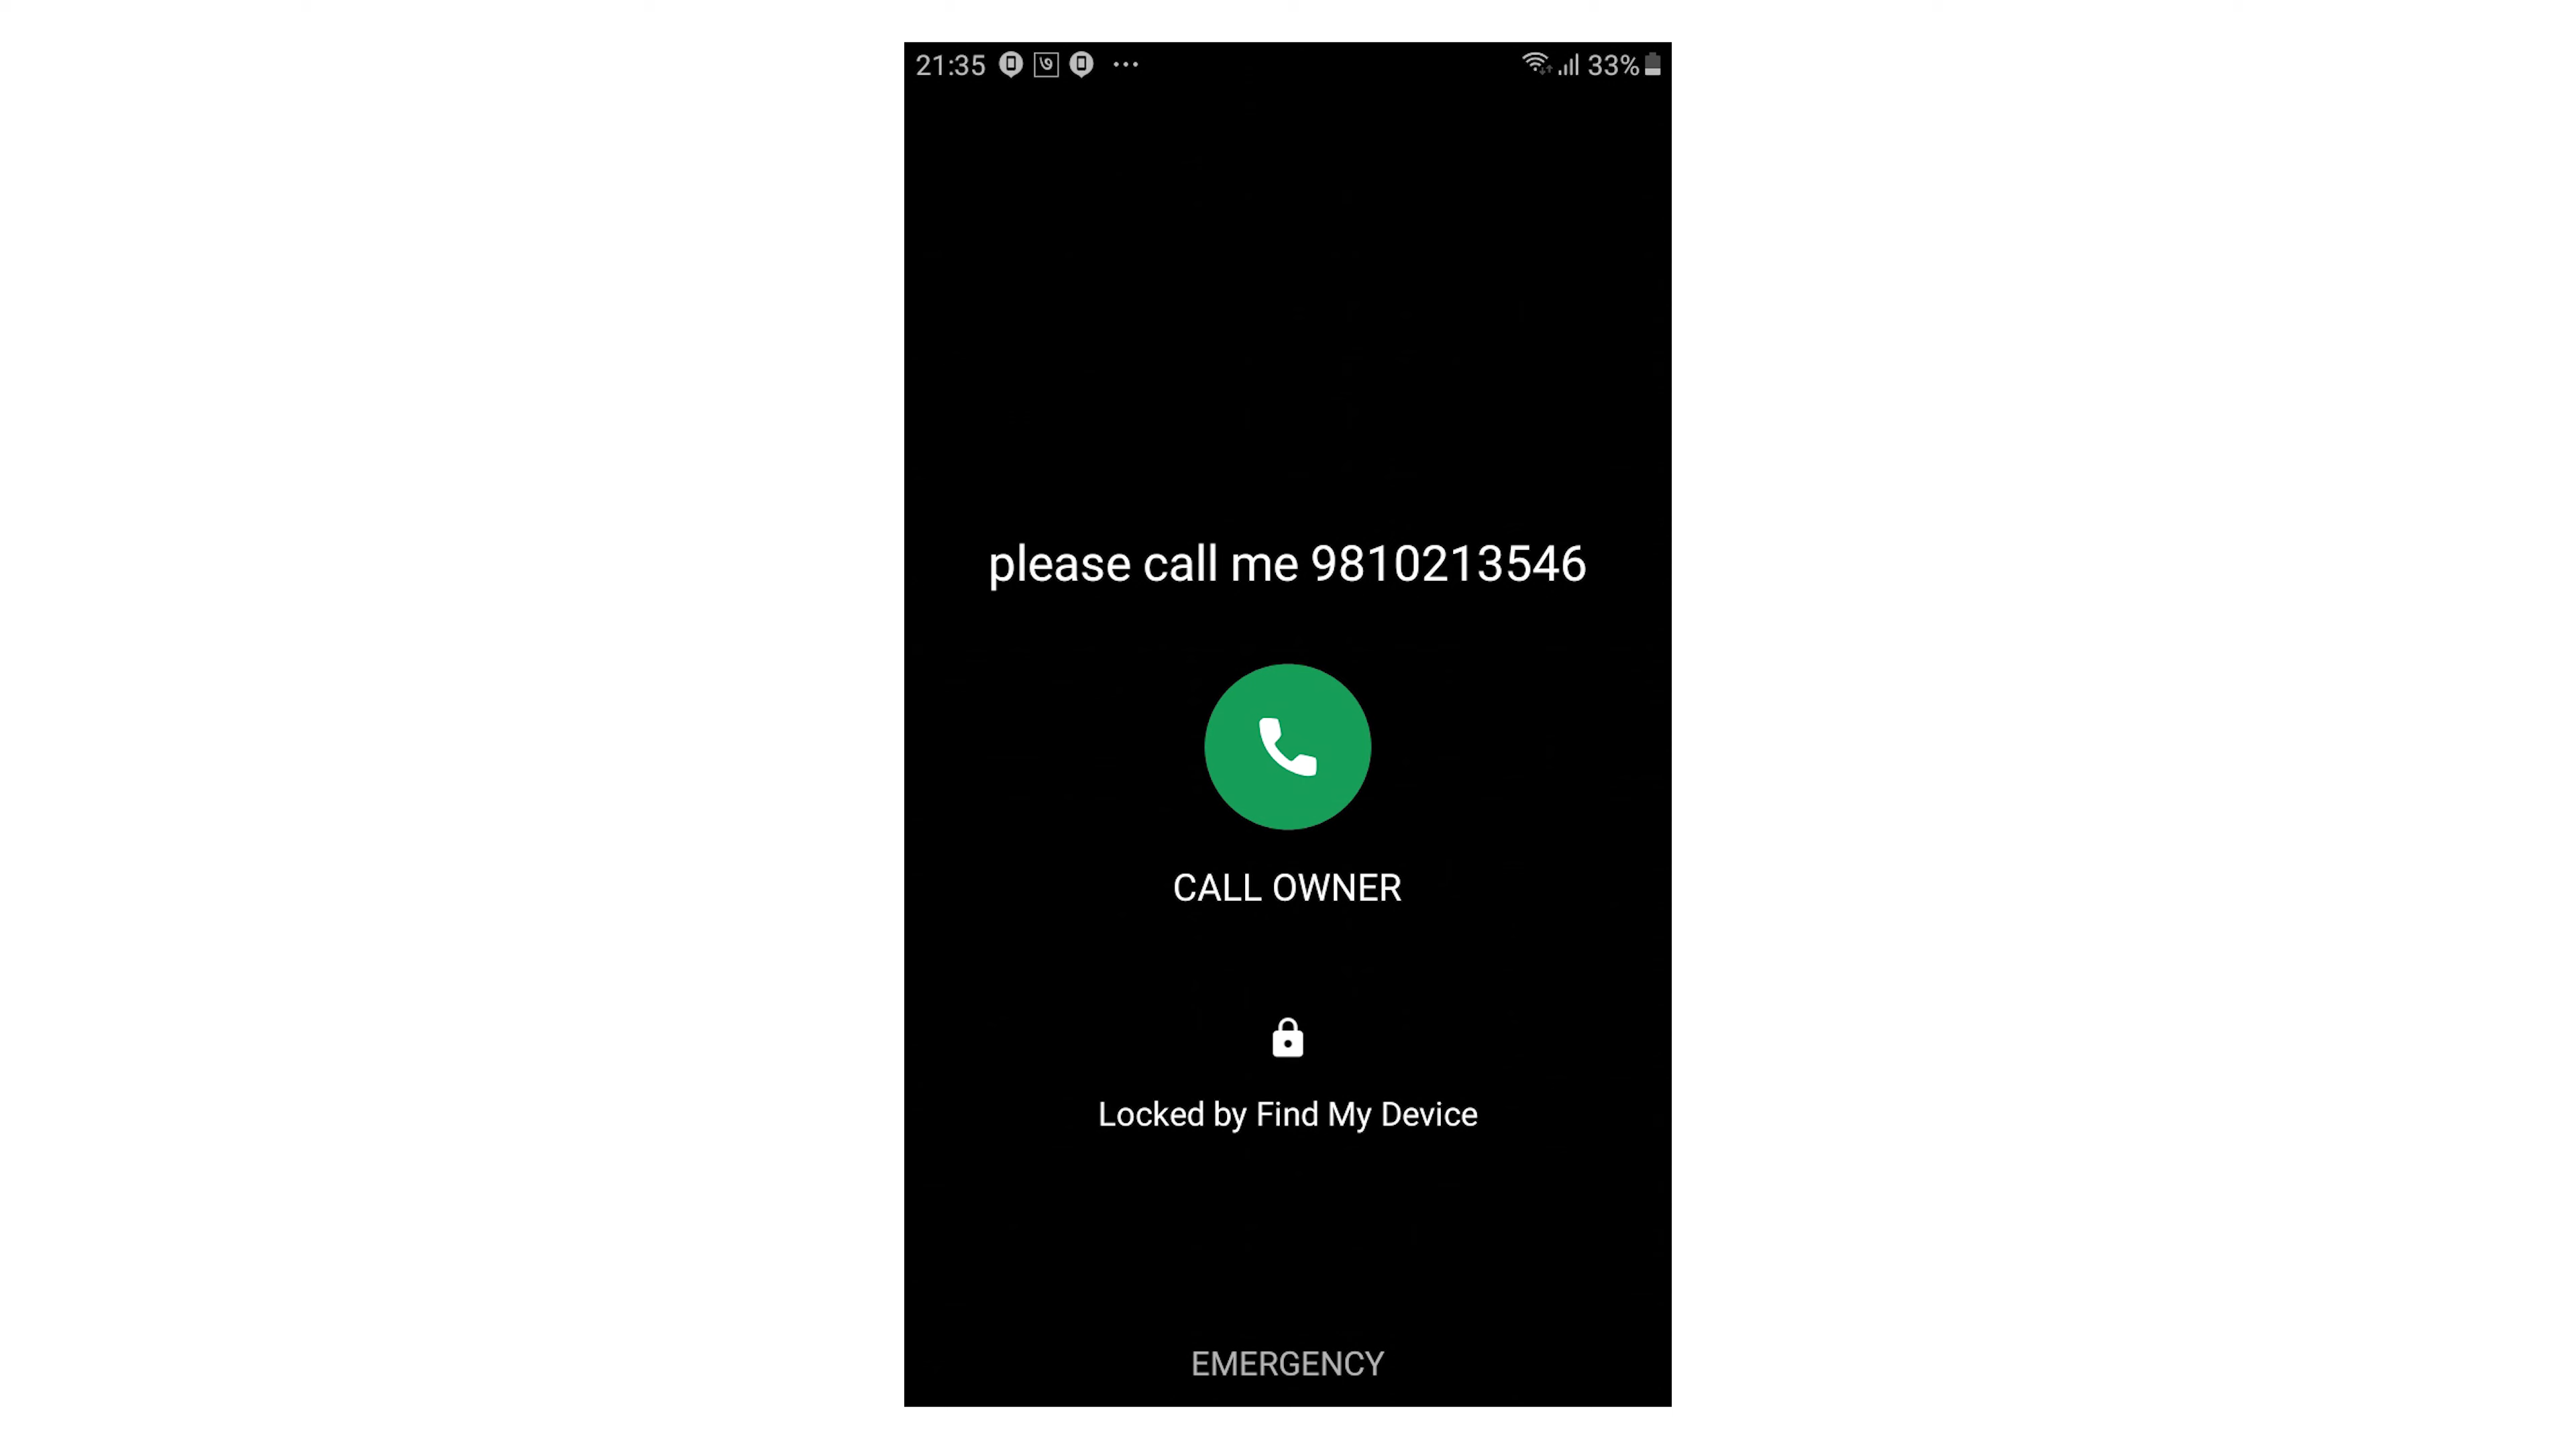 21:35 33%
please call me 9810213546
CALL OWNER
Locked by Find My Device
EMERGENCY